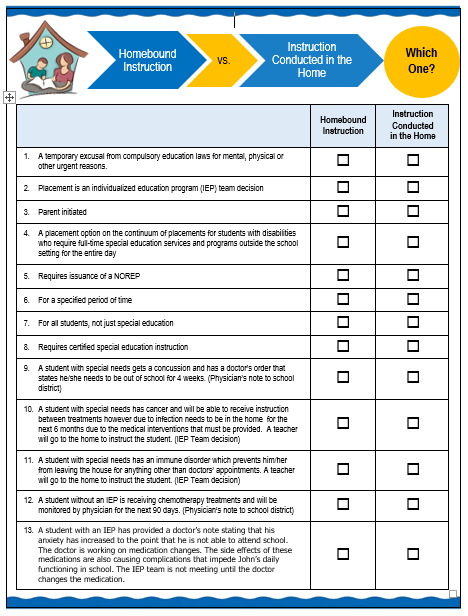 Homebound
Instruction
vs.
Instruction
Conducted in the
Home
Which
One?
Homebound
Instruction
Instruction
Conducted
in the Home
1. A temporary excusal from compulsory education laws for mental, physical or
other urgent reasons.
2. Placement is an individualized education program (IEP) team decision
3. Parent initiated
4. A placement option on the continuum of placements for students with disabilities
who require full-time special education services and programs outside the school
setting for the entire day
5. Requires issuance of a NOREP
6. For a specified period of time
7. For all students, not just special education
8. Requires certified special education instruction
9. A student with special needs gets a concussion and has a doctor's order that
states he/she needs to be out of school for 4 weeks. (Physician's note to school
district)
10. A student with special needs has cancer and will be able to receive instruction
between treatments however due to infection needs to be in the home for the
next 6 months due to the medical interventions that must be provided. A teacher
will go to the home to instruct the student. (IEP Team decision)
11. A student with special needs has an immune disorder which prevents him/her
from leaving the house for anything other than doctors' appointments. A teacher
will go to the home to instruct the student. (IEP Team decision)
12. A student without an IEP is receiving chemotherapy treatments and will be
monitored by physician for the next 90 days. (Physician's note to school district)
13. A student with an IEP has provided a doctor's note stating that his
anxiety has increased to the point that he is not able to attend school.
The doctor is working on medication changes. The side effects of these
medications are also causing complications that impede John's daily
functioning in school. The IEP team is not meeting until the doctor
changes the medication.